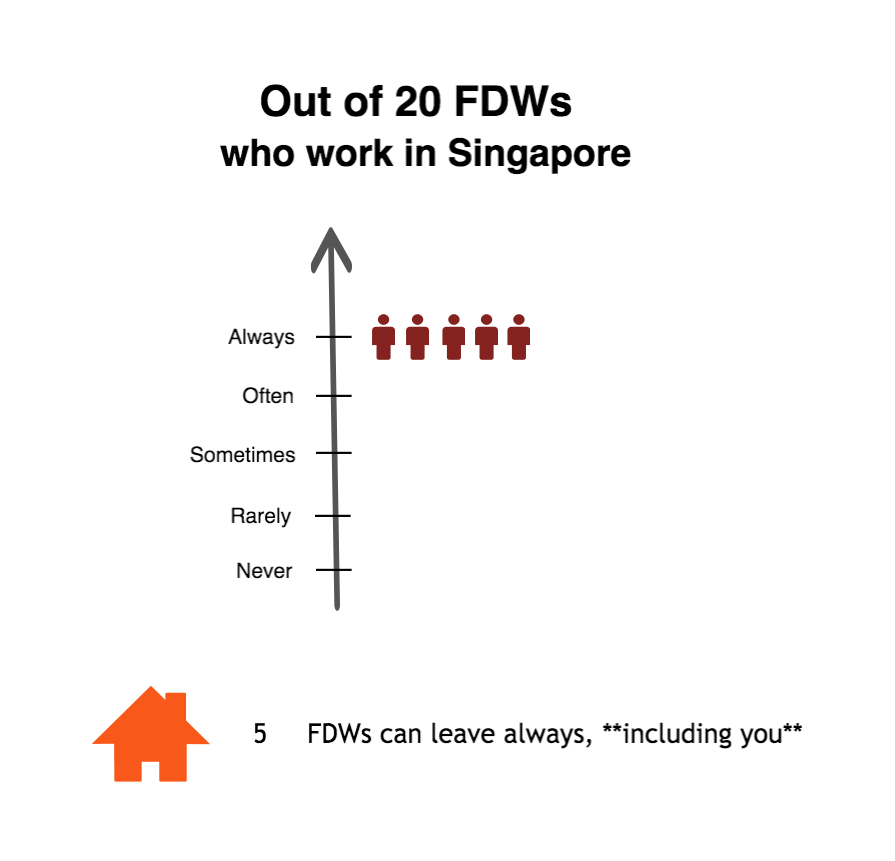 Out of 20 FDWs
who work in Singapore
Always
Often
Sometimes
Rarely
Never
5 FDWs can leave always, **including you**